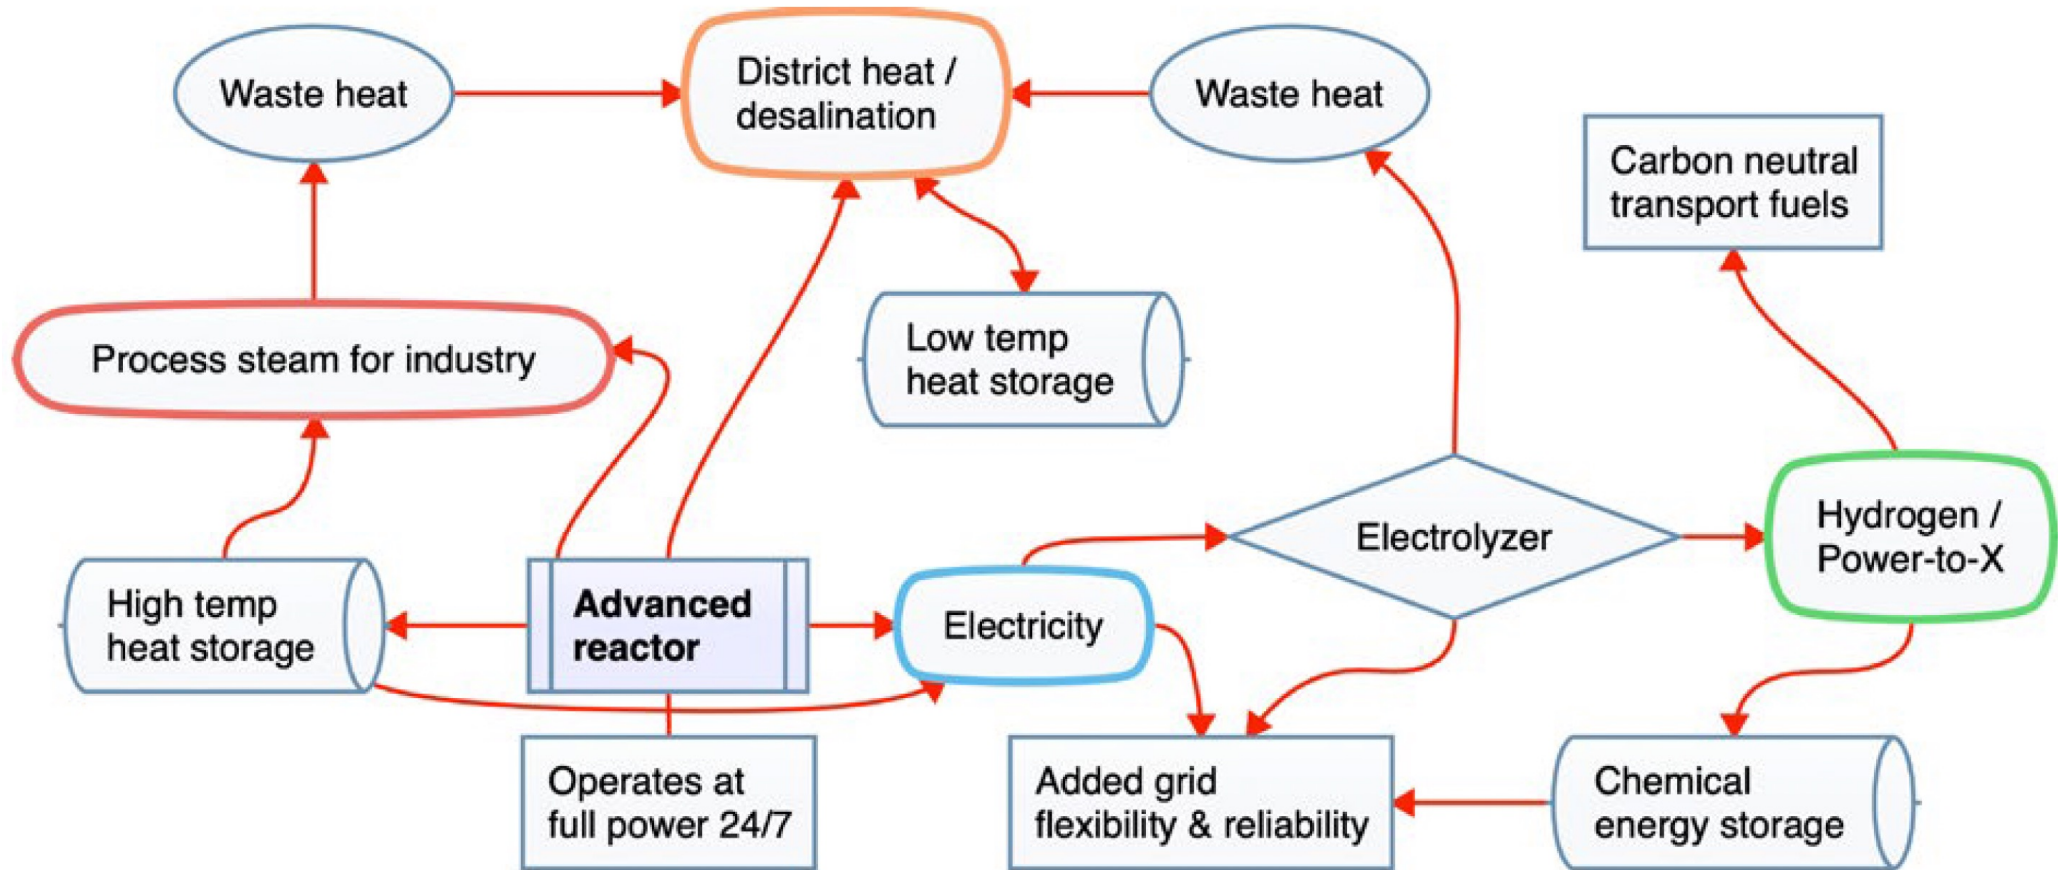 Waste heat
District heat /
desalination
Waste heat
Carbon neutral
transport fuels
Process steam for industry
Low temp
heat storage
High temp
heat storage
Advanced
reactor
Electricity
Electrolyzer
Hydrogen /
Power-to-X
Operates at
full power 24/7
Added grid
flexibility & reliability
Chemical
energy storage